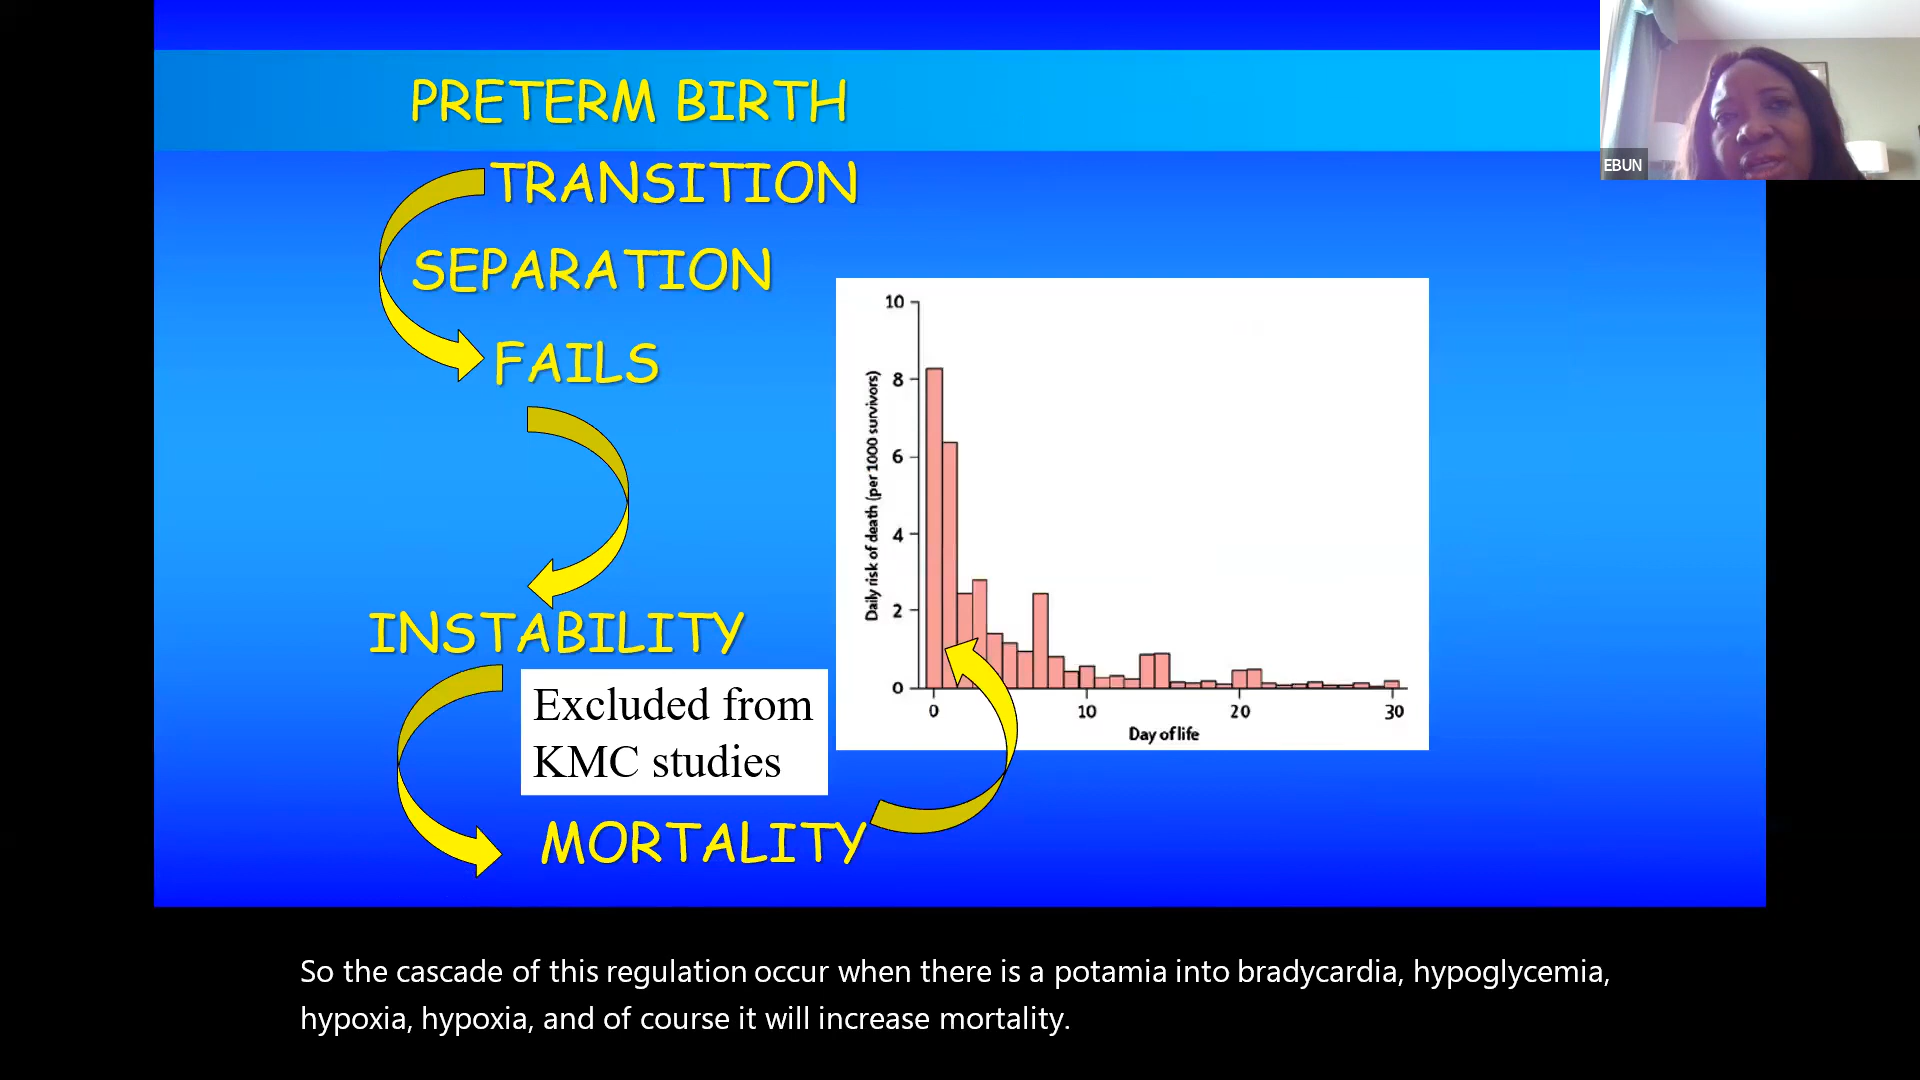 PRETERM BIRTH
TRANSITION
SEPARATION
FAILS
INSTABILITY
Excluded from
KMC studies
MORTALITY
Daily risk of death (per 1000 survivors)
10
8
6
4
2
0
0 10 20 30
Day of life
EBUN
So the cascade of this regulation occur when there is a potamia into bradycardia, hypoglycemia,
hypoxia, hypoxia, and of course it will increase mortality.